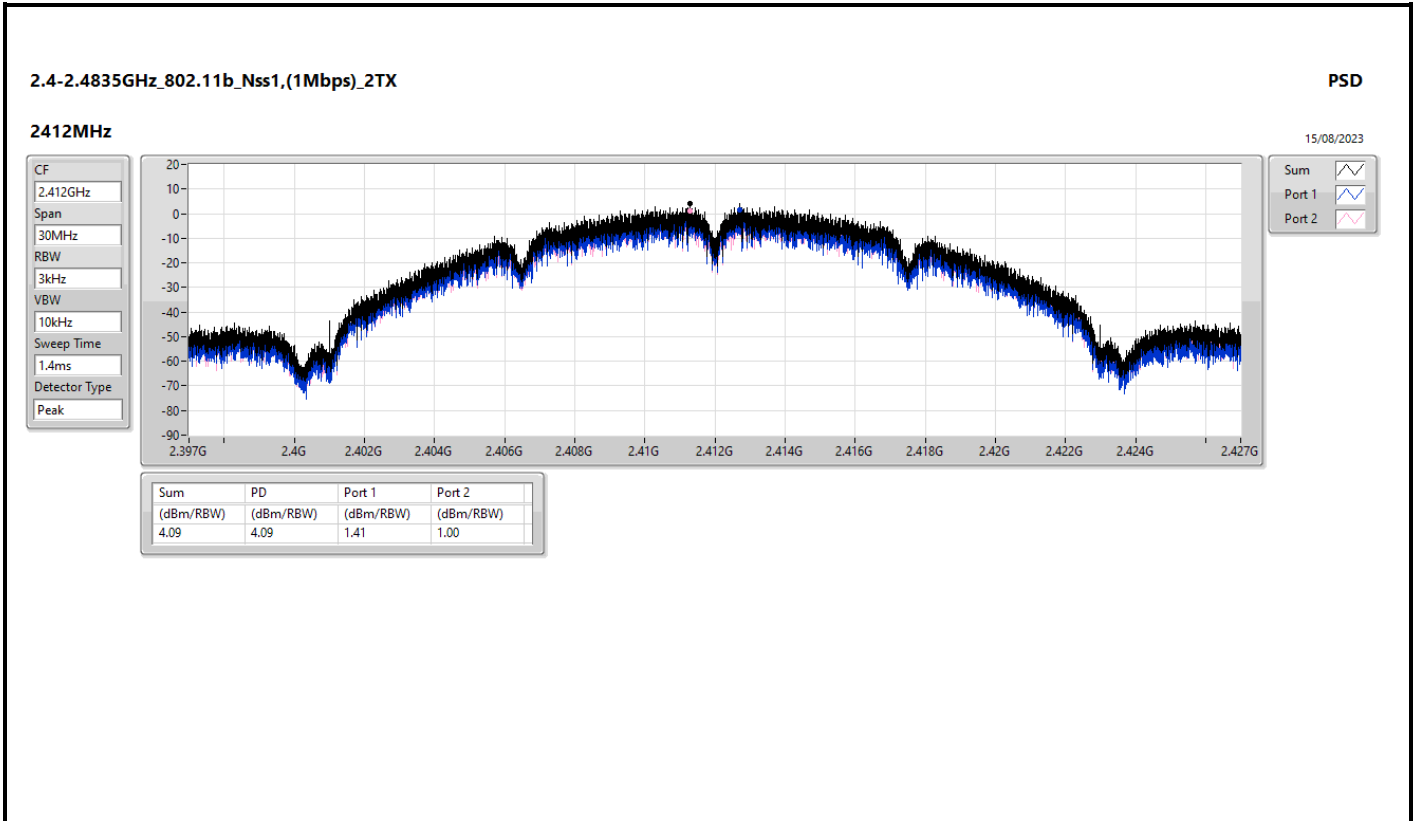 2.4-2.4835GHz_802.11b_Nss1,(1Mbps)_2TX
PSD
2412MHz
15/08/2023
CF
2.412GHz
Span
30MHz
RBW
3kHz
VBW
10kHz
Sweep Time
1.4ms
Detector Type
Peak
20
10
0
-10
-20
-30
-40
-50
-60
-70
-80
-90
2.397G 2.4G 2.402G 2.404G 2.406G 2.408G 2.41G 2.412G 2.414G 2.416G 2.418G 2.42G 2.422G 2.424G 2.427G
Sum
Port 1
Port 2
Sum PD Port 1 Port 2
(dBm/RBW) (dBm/RBW) (dBm/RBW) (dBm/RBW)
4.09 4.09 1.41 1.00